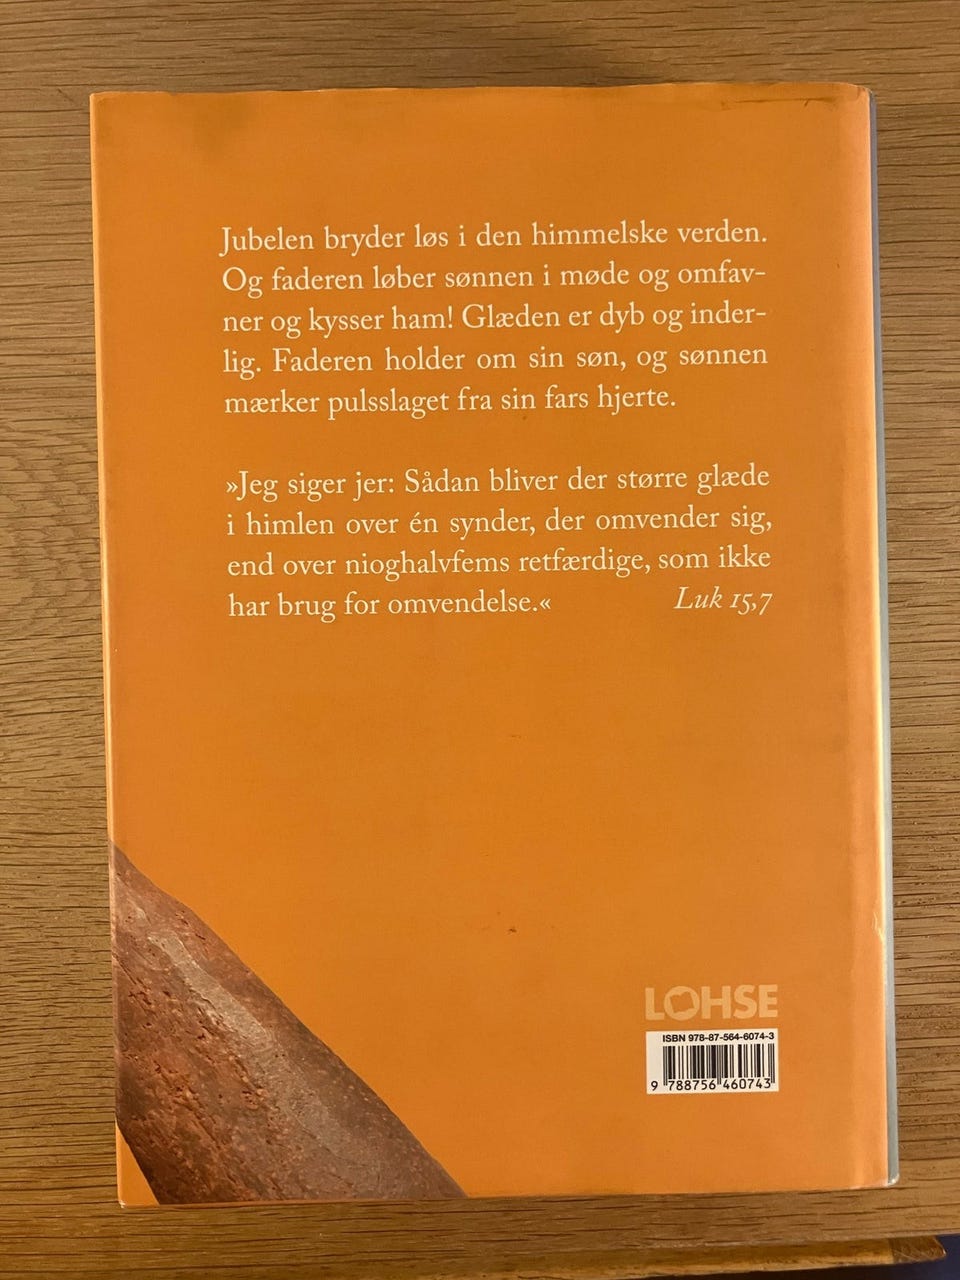 Jubelen bryder løs i den himmelske verden.
Og faderen løber sønnen i møde og omfav-
ner og kysser ham! Glæden er dyb og inder-
lig. Faderen holder om sin søn, og sønnen
mærker pulsslaget fra sin fars hjerte.
»Jeg siger jer: Sådan bliver der større glæde
i himlen over én synder, der omvender sig,
end over nioghalvfems retfærdige, som ikke
har brug for omvendelse.« Luk 15,7
LOHSE
ISBN 978-87-564-6074-3
9 788756 460743